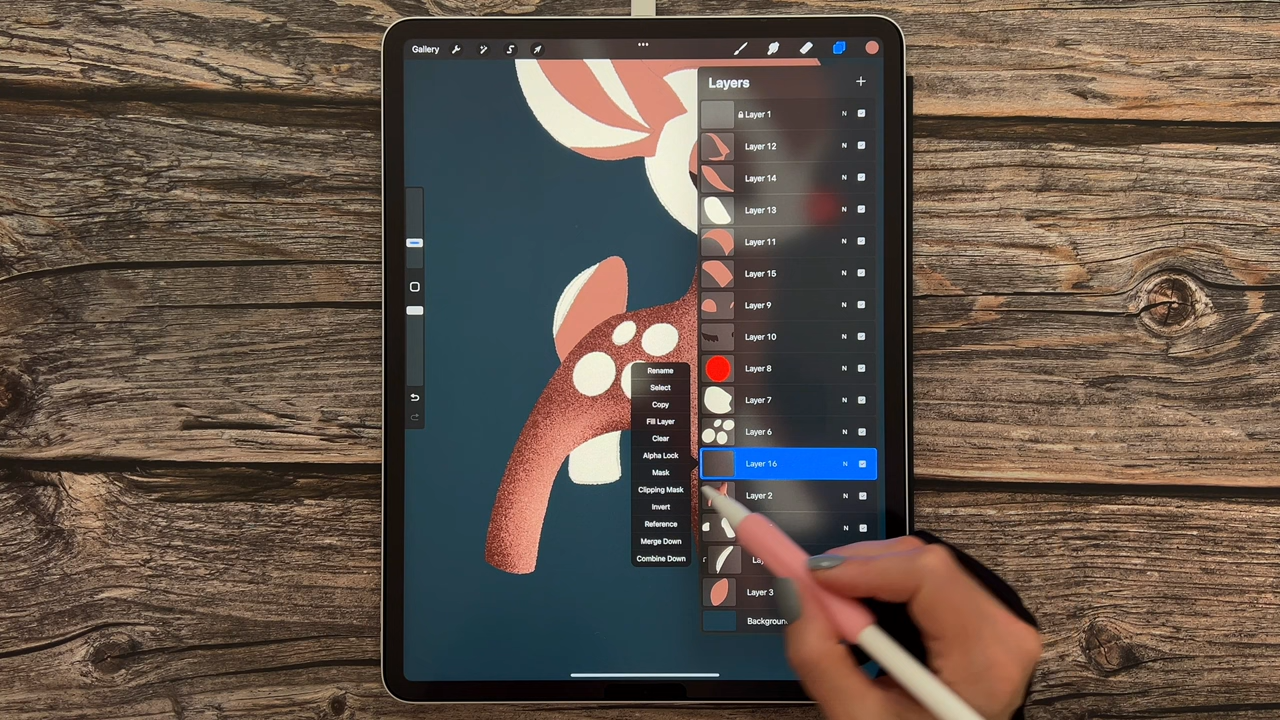 Gallery
Layers
Layer 1 N
Layer 12 N
Layer 14 N
Layer 13 N
Layer 11 N
Layer 15 N
Layer 9 N
Layer 10 N
Layer 8 N
Layer 7 N
Layer 6 N
Layer 16 N
Layer 2 N
N
Lay
Layer 3
Backgroun
Rename
Select
Copy
Fill Layer
Clear
Alpha Lock
Mask
Clipping Mask
Invert
Reference
Merge Down
Combine Down